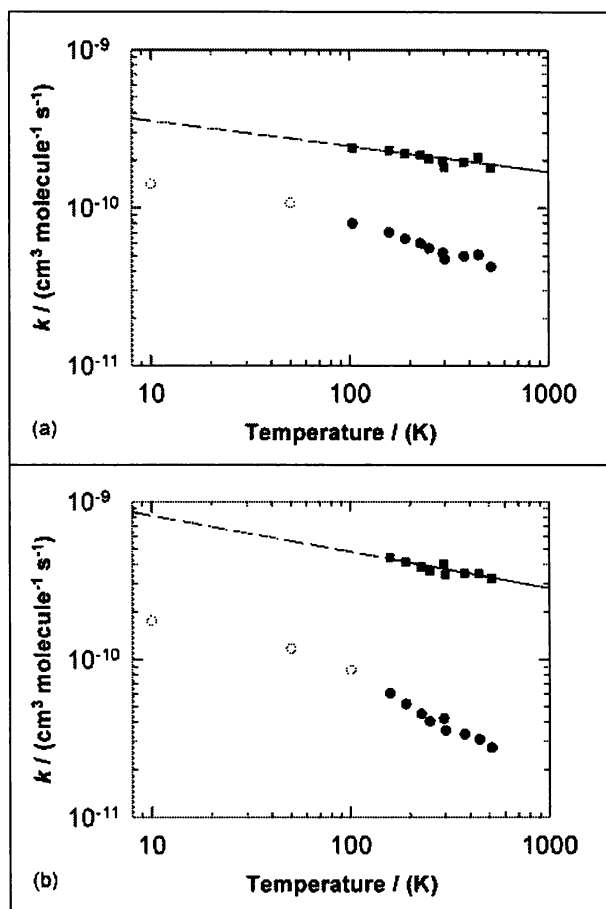 10⁻⁹
10⁻¹⁰
10⁻¹¹
k / (cm³ molecule⁻¹ s⁻¹)
10
100
1000
(a)
Temperature / (K)
10⁻⁹
10⁻¹⁰
10⁻¹¹
k / (cm³ molecule⁻¹ s⁻¹)
10
100
1000
(b)
Temperature / (K)